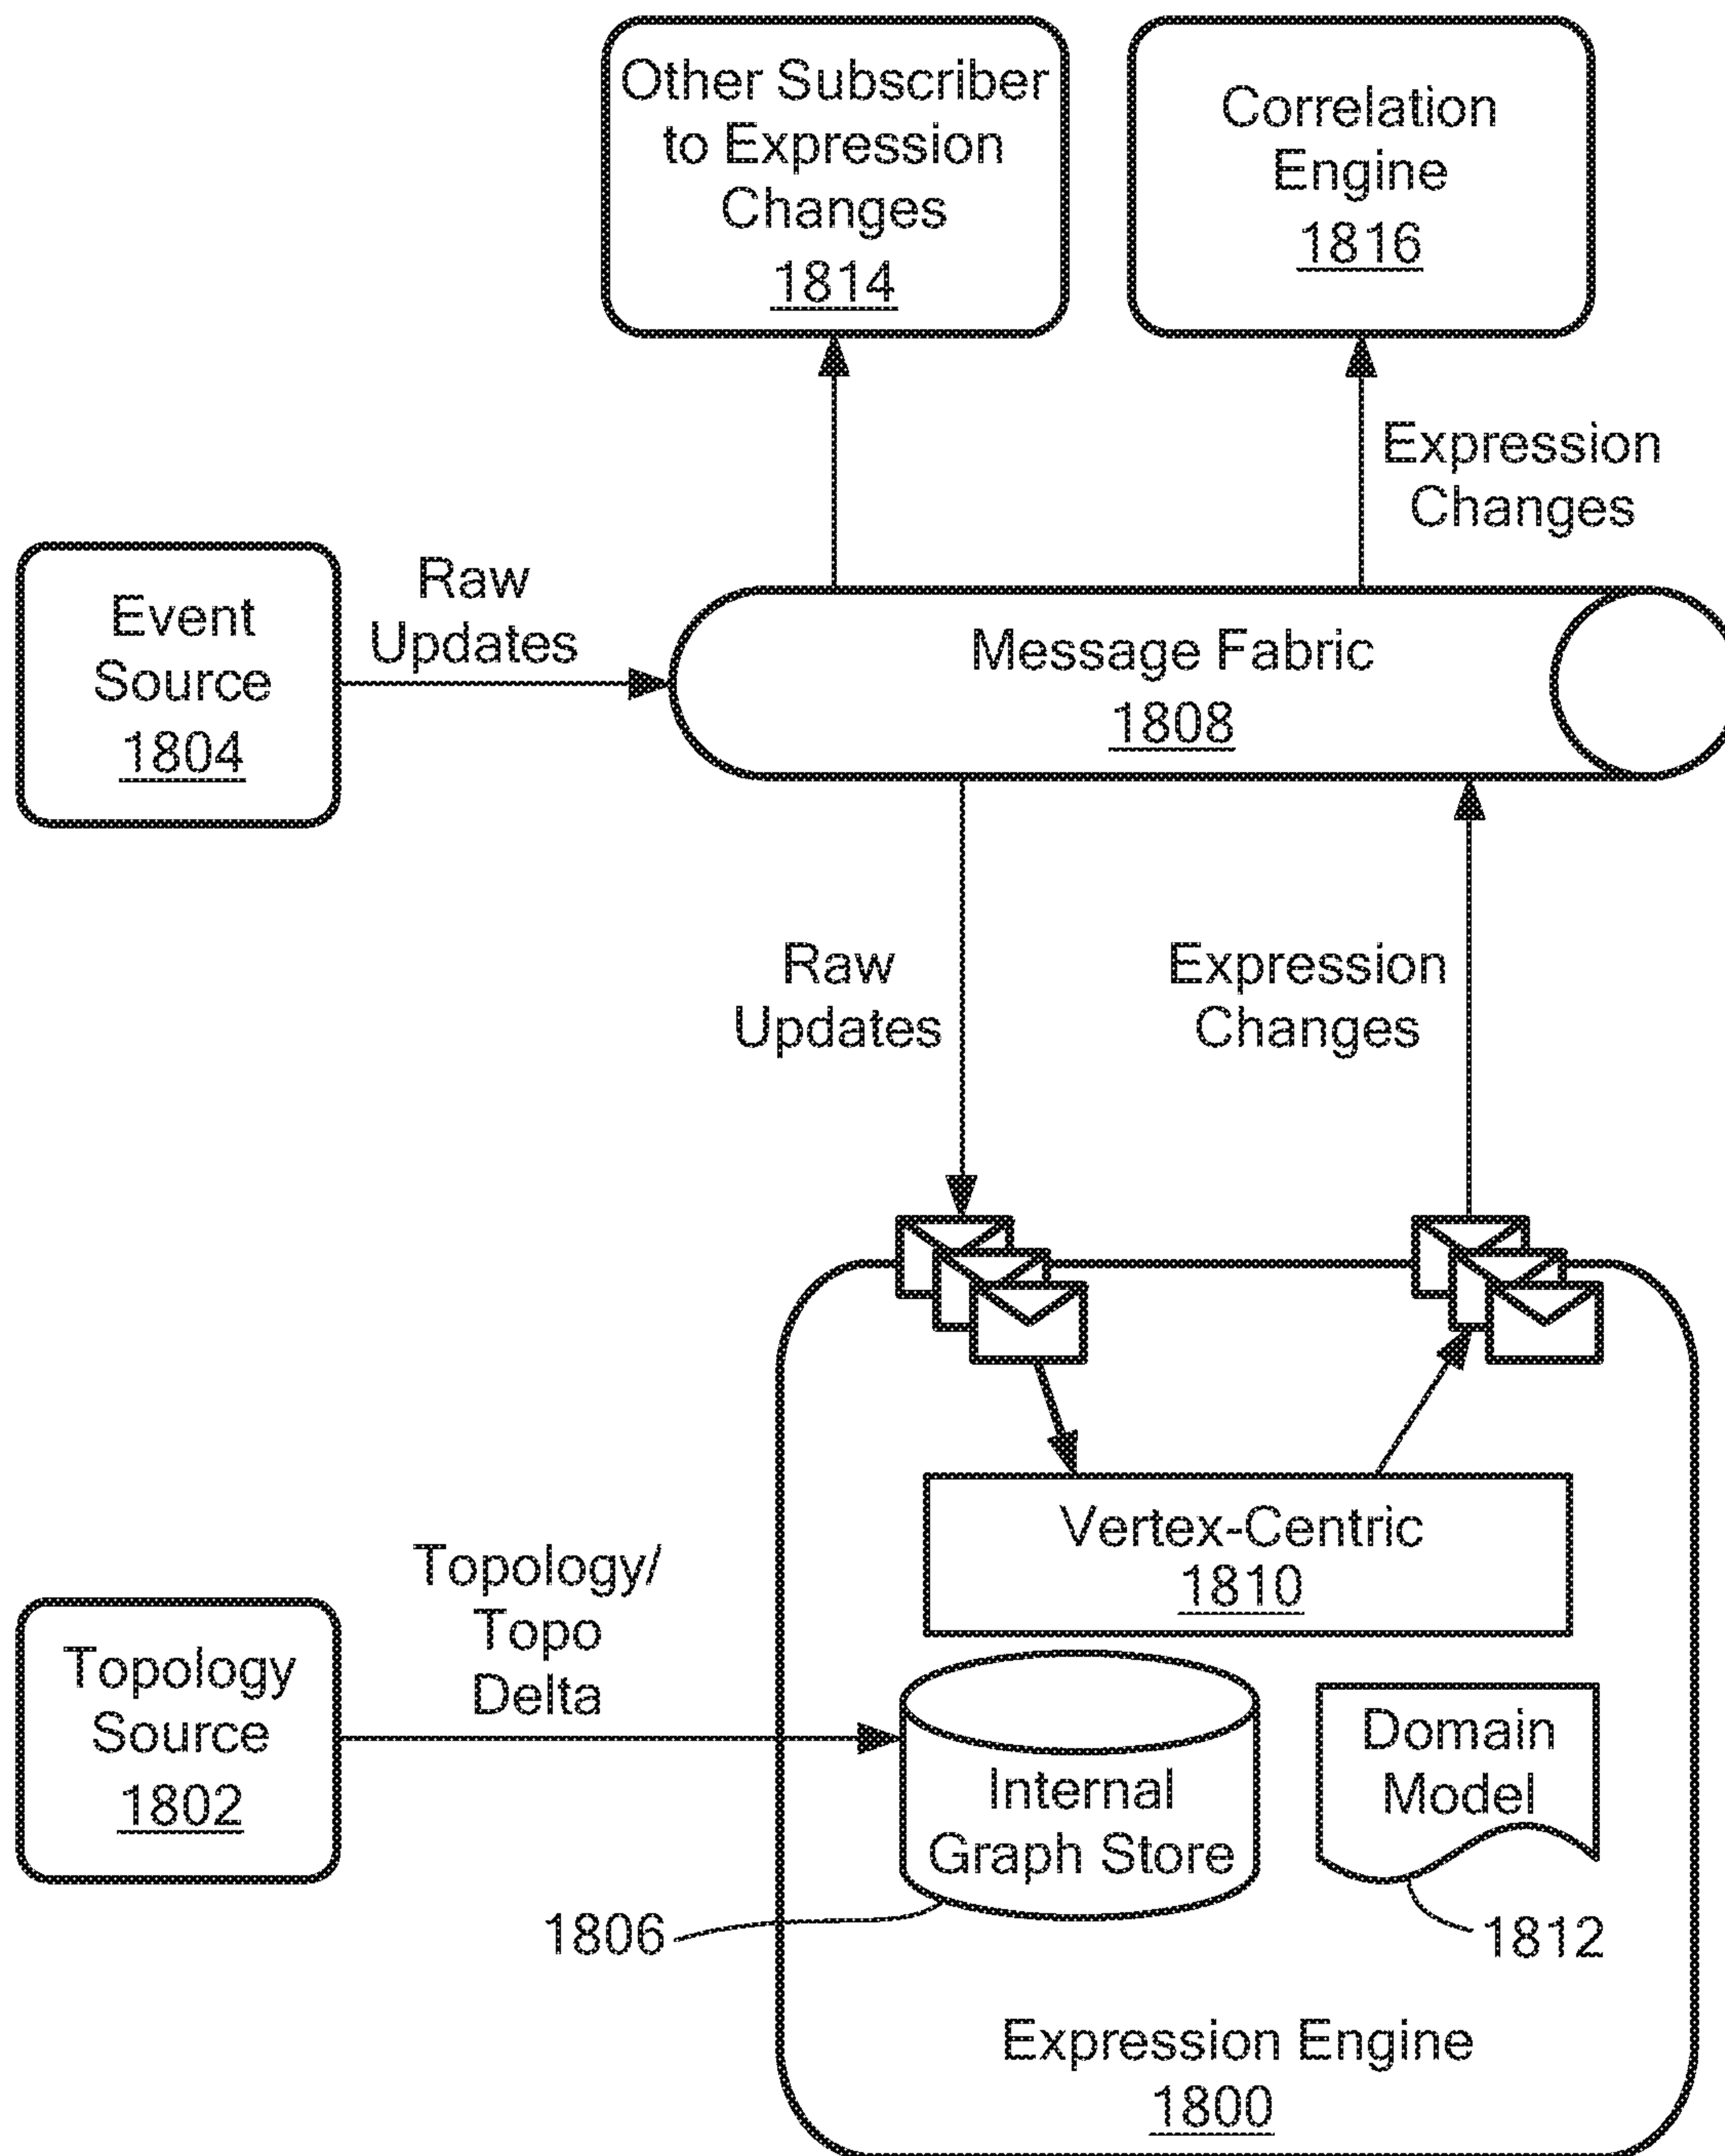 Other Subscriber
to Expression
Changes
1814
Correlation
Engine
1816
Expression
Changes
Event
Source
1804
Raw
Updates
Message Fabric
1808
Raw
Updates
Expression
Changes
Vertex-Centric
1810
Topology
Source
1802
Topology/
Topo
Delta
Internal
Graph Store
1806
Domain
Model
1812
Expression Engine
1800